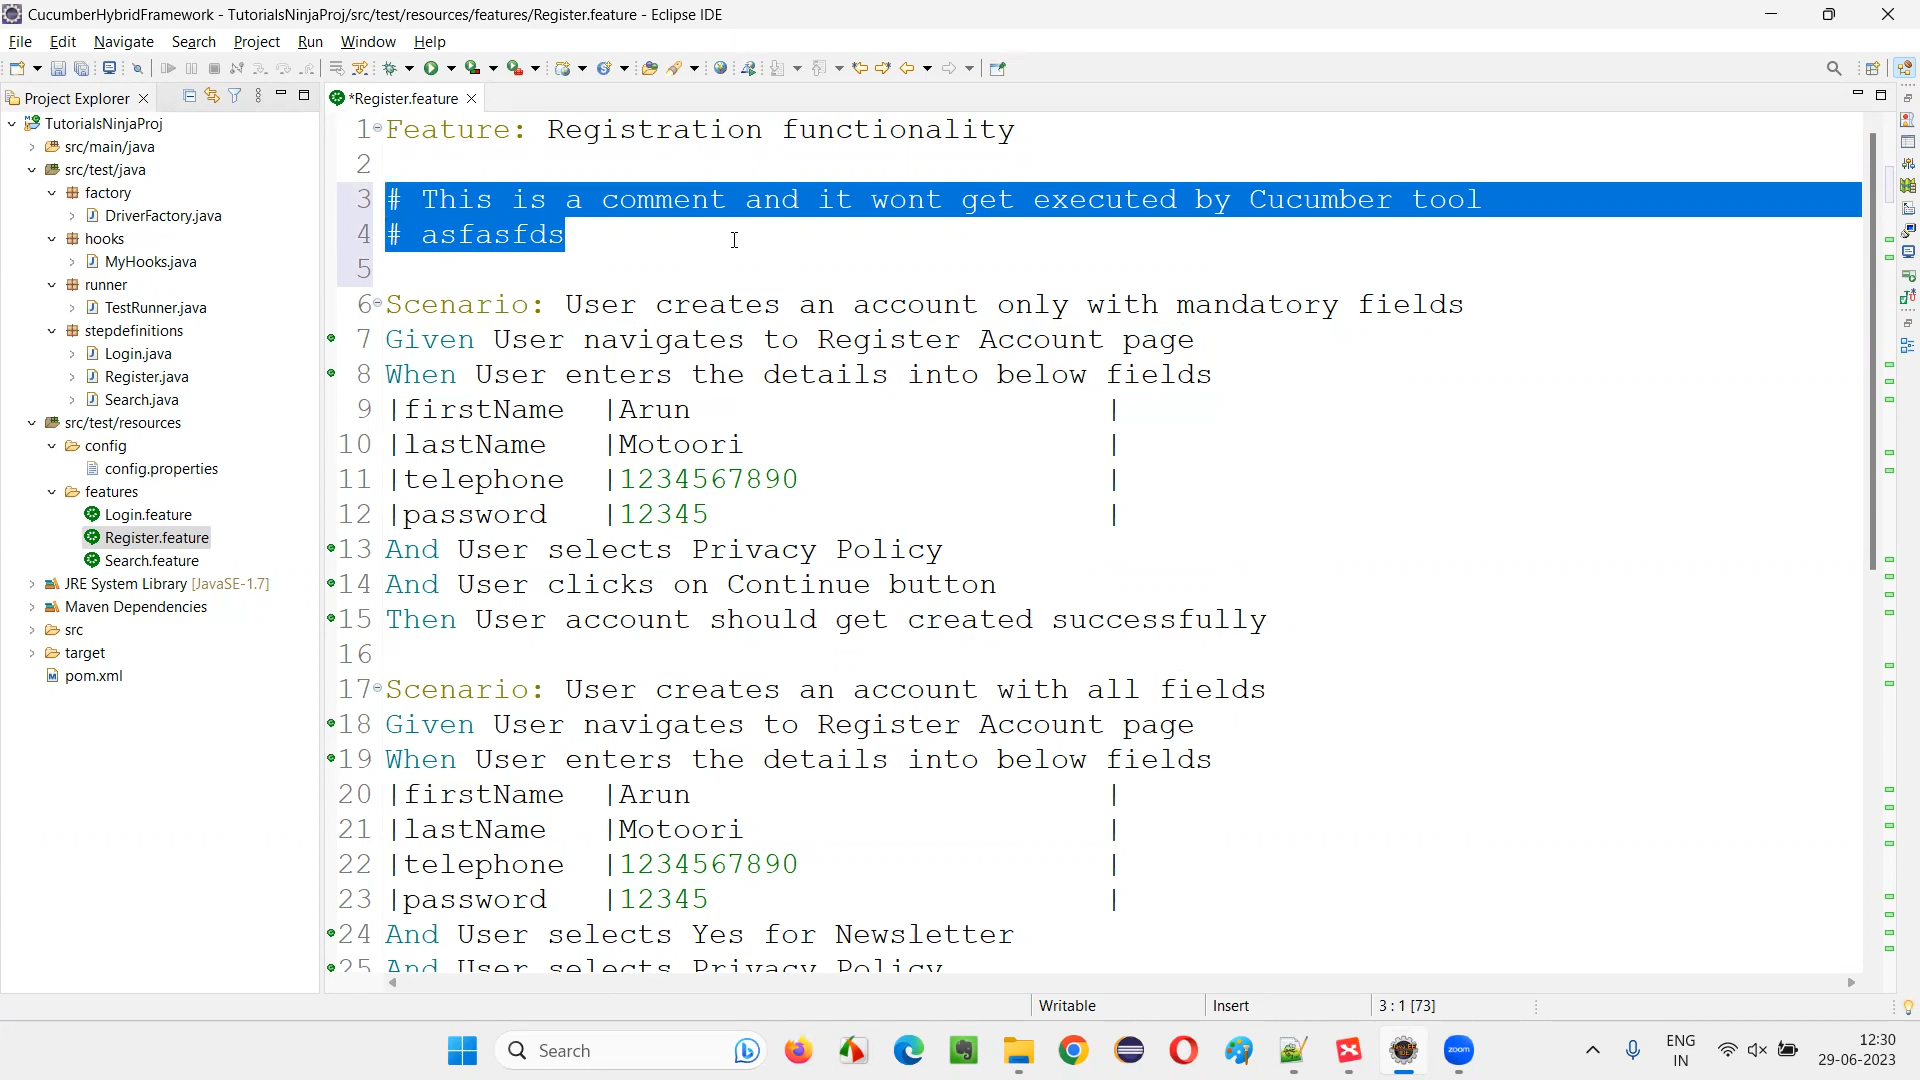 CucumberHybridFramework - TutorialsNinjaProj/src/test/resources/features/Register.feature - Eclipse IDE
File Edit Navigate Search Project Run Window Help
Project Explorer
TutorialsNinjaProj
src/main/java
src/test/java
factory
DriverFactory.java
hooks
MyHooks.java
runner
TestRunner.java
stepdefinitions
Login.java
Register.java
Search.java
src/test/resources
config
config.properties
features
Login.feature
Register.feature
Search.feature
JRE System Library [JavaSE-1.7]
Maven Dependencies
src
target
pom.xml
*Register.feature
1 Feature: Registration functionality
2
3 # This is a comment and it wont get executed by Cucumber tool
4 # asfasfds
5
6 Scenario: User creates an account only with mandatory fields
7 Given User navigates to Register Account page
8 When User enters the details into below fields
9 |firstName |Arun |
10 |lastName |Motoori |
11 |telephone |1234567890 |
12 |password |12345 |
13 And User selects Privacy Policy
14 And User clicks on Continue button
15 Then User account should get created successfully
16
17 Scenario: User creates an account with all fields
18 Given User navigates to Register Account page
19 When User enters the details into below fields
20 |firstName |Arun |
21 |lastName |Motoori |
22 |telephone |1234567890 |
23 |password |12345 |
24 And User selects Yes for Newsletter
25 And User selects Privacy Policy
Writable Insert 3 : 1 [73]
Search
zoom
ENG
IN
12:30
29-06-2023